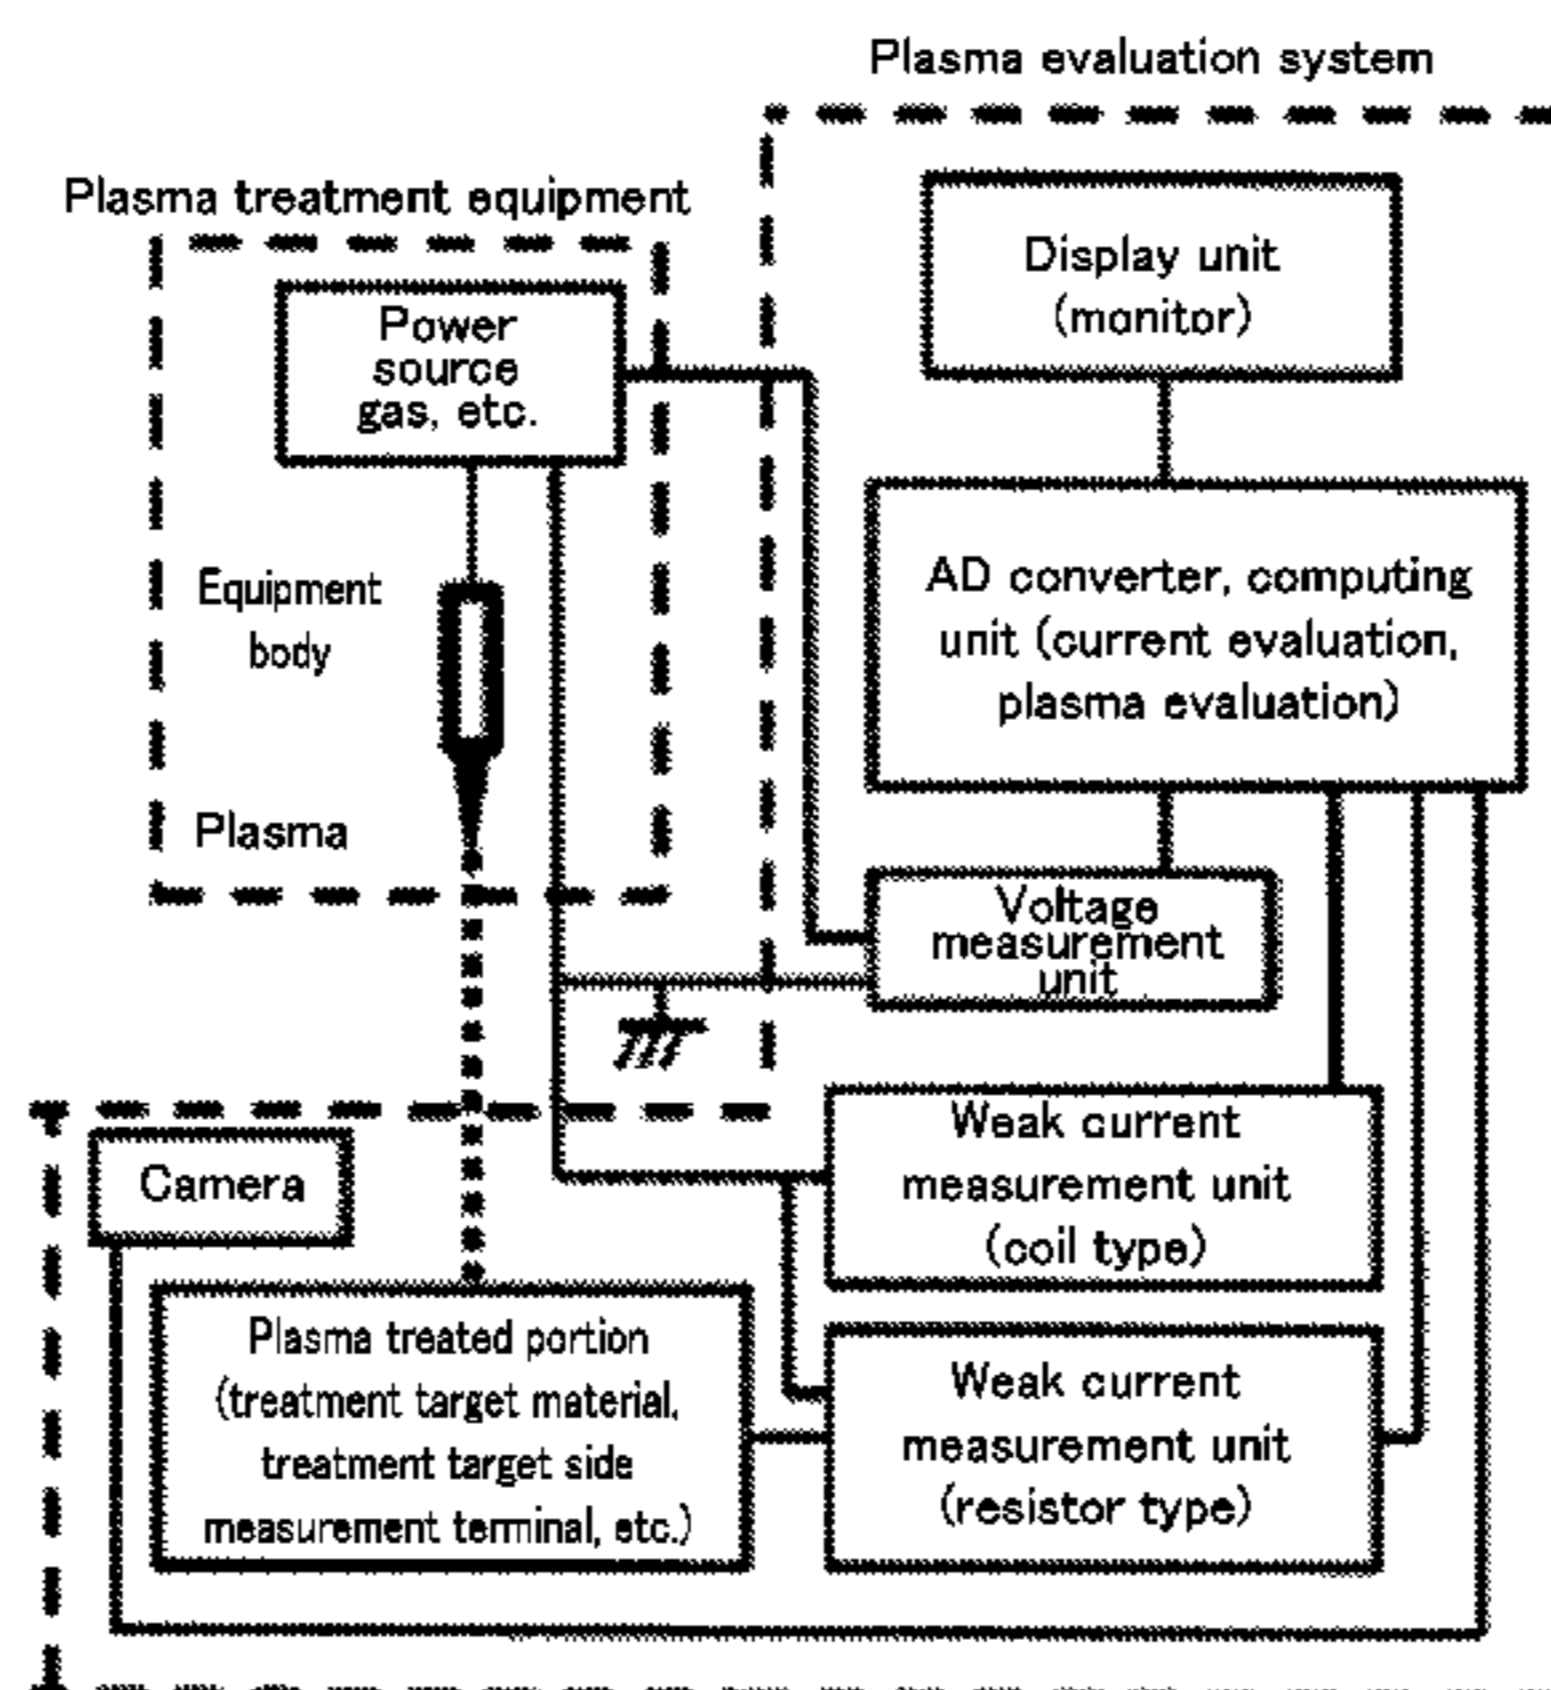 Plasma evaluation system
Plasma treatment equipment
Display unit
(monitor)
Power
source
gas, etc.
AD converter, computing
unit (current evaluation,
plasma evaluation)
Equipment
body
Plasma
Voltage
measurement
unit
Camera
Weak current
measurement unit
(coil type)
Plasma treated portion
(treatment target material,
treatment target side
measurement terminal, etc.)
Weak current
measurement unit
(resistor type)